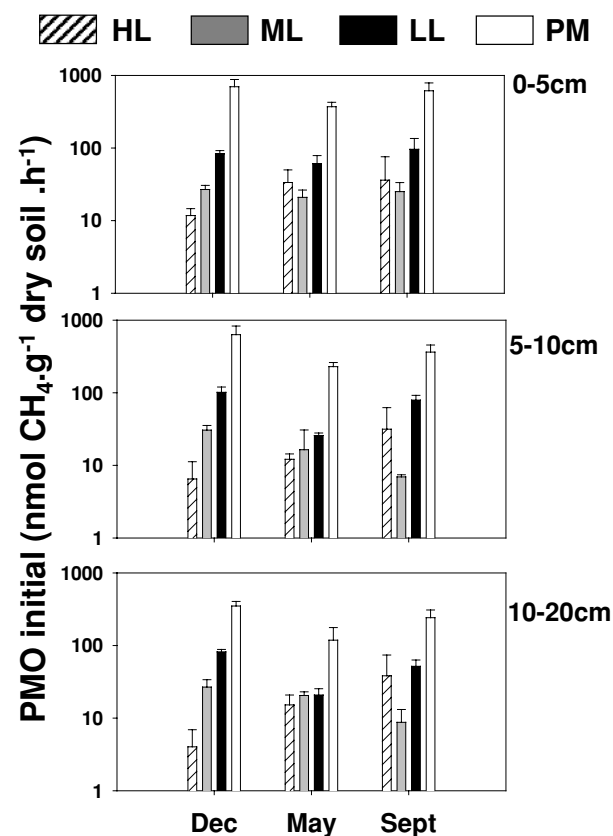 HL ML LL PM
PMO initial (nmol CH₄.g⁻¹ dry soil .h⁻¹)
0-5cm
1000
100
10
1
5-10cm
1000
100
10
1
10-20cm
1000
100
10
1
Dec May Sept